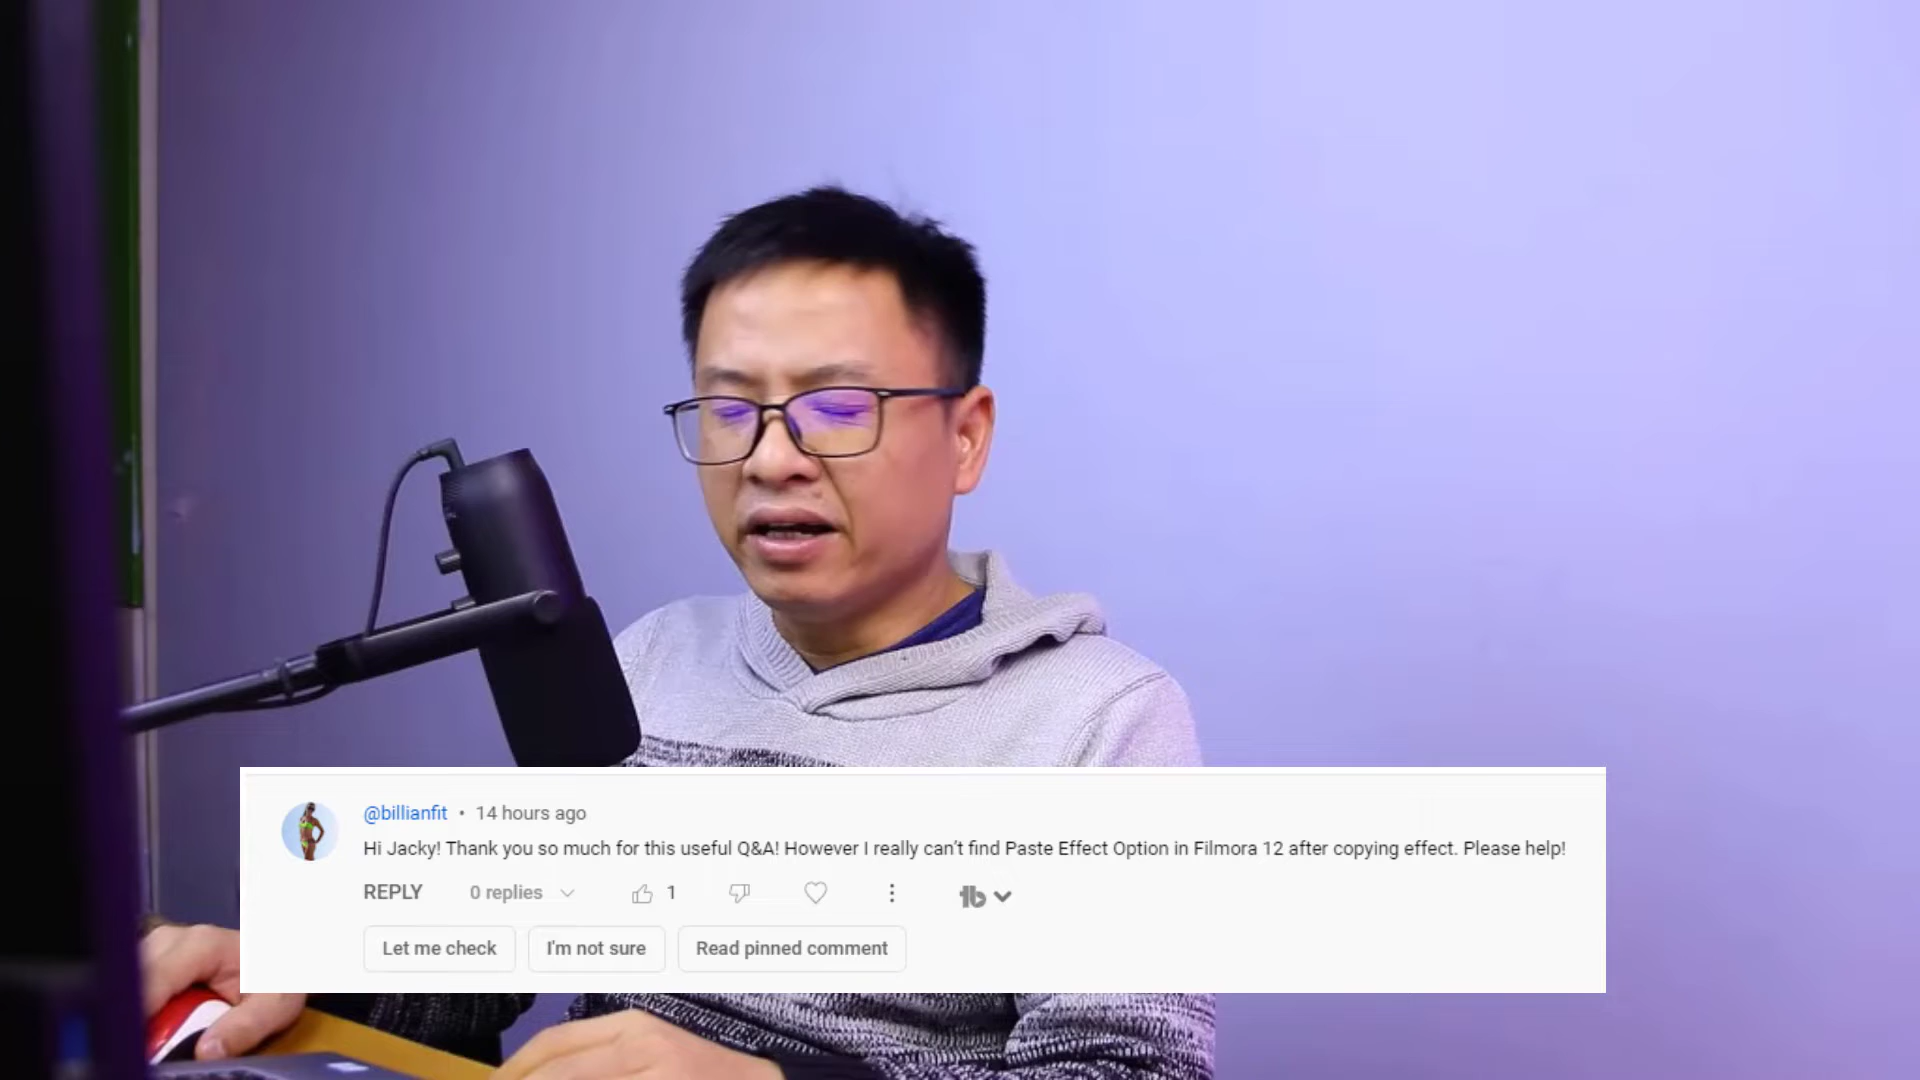 @billianfit • 14 hours ago
Hi Jacky! Thank you so much for this useful Q&A! However I really can't find Paste Effect Option in Filmora 12 after copying effect. Please help!
REPLY 0 replies 1 tb
Let me check I'm not sure Read pinned comment